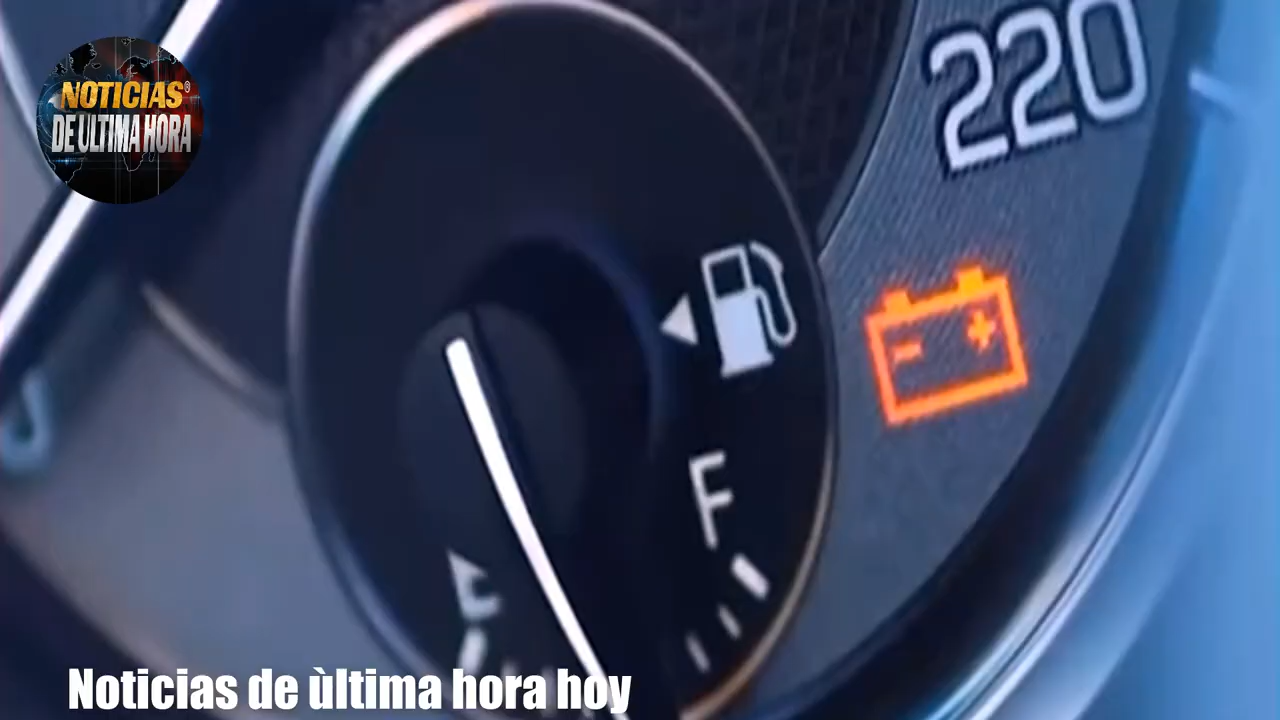 NOTICIAS®
DE ULTIMA HORA
220
- +
F
Noticias de ùltima hora hoy